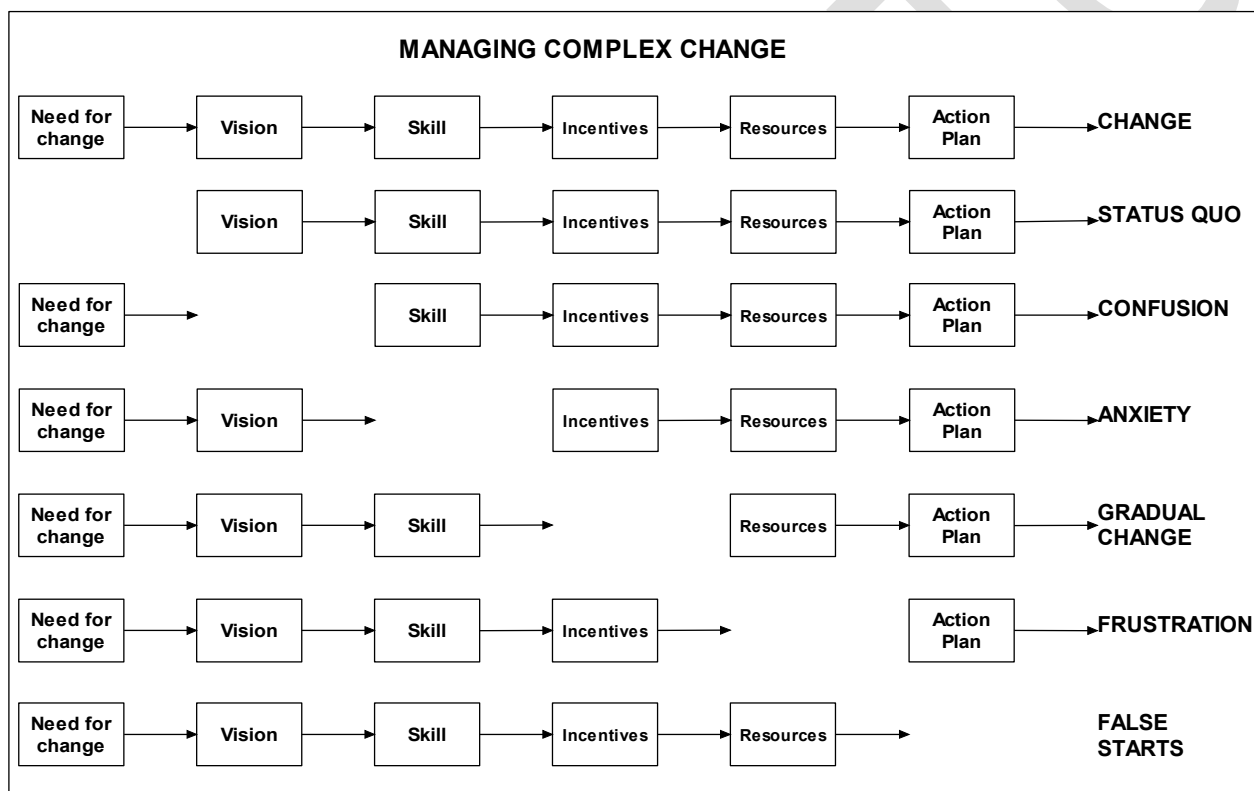 MANAGING COMPLEX CHANGE
Need for
change
Vision
Skill
Incentives
Resources
Action
Plan
CHANGE
Vision
Skill
Incentives
Resources
Action
Plan
STATUS QUO
Need for
change
Skill
Incentives
Resources
Action
Plan
CONFUSION
Need for
change
Vision
Incentives
Resources
Action
Plan
ANXIETY
Need for
change
Vision
Skill
Resources
Action
Plan
GRADUAL
CHANGE
Need for
change
Vision
Skill
Incentives
Action
Plan
FRUSTRATION
Need for
change
Vision
Skill
Incentives
Resources
FALSE
STARTS